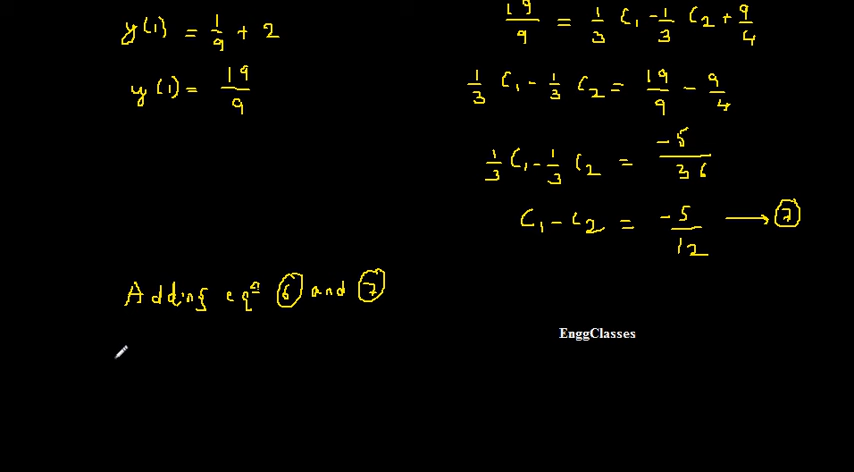 y(1) = 1/9 + 2
y(1) = 19/9
19/9 = 1/3 C₁ - 1/3 C₂ + 9/4
1/3 C₁ - 1/3 C₂ = 19/9 - 9/4
1/3 C₁ - 1/3 C₂ = -5/36
C₁ - C₂ = -5/12 → ⑦
Adding eqⁿ ⑥ and ⑦
EnggClasses